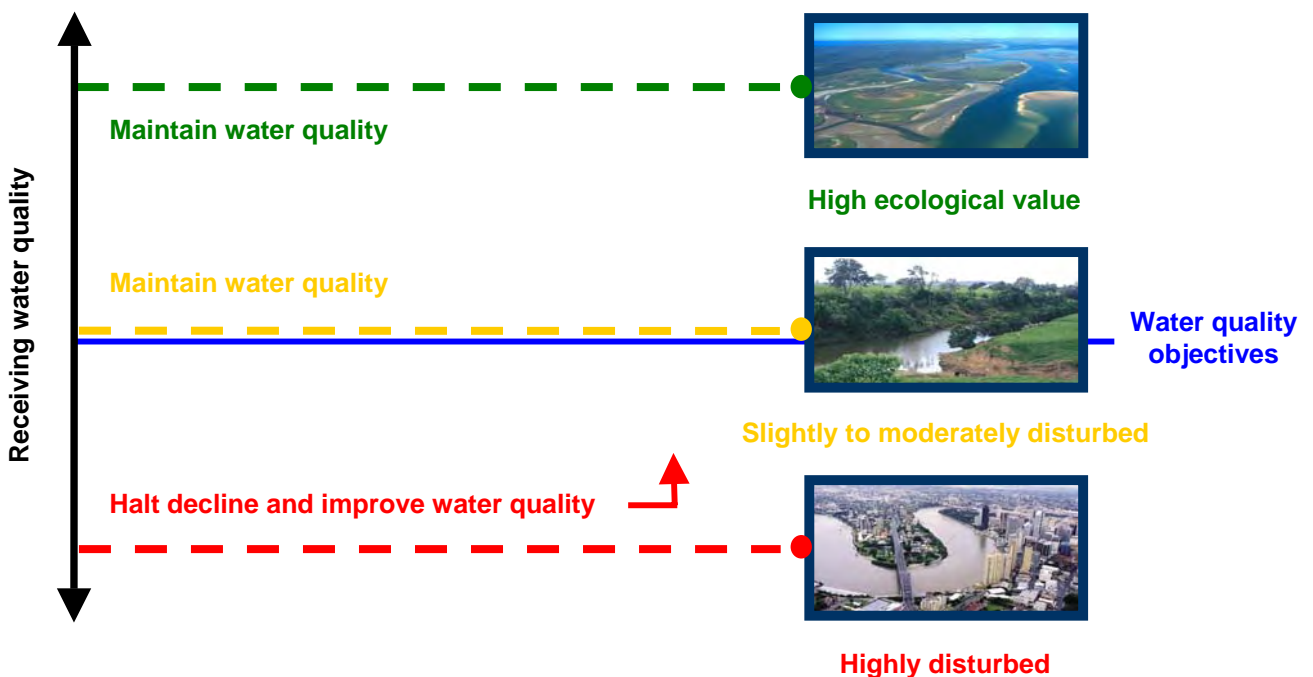 Receiving water quality
Maintain water quality
High ecological value
Maintain water quality
Water quality
objectives
Slightly to moderately disturbed
Halt decline and improve water quality
Highly disturbed